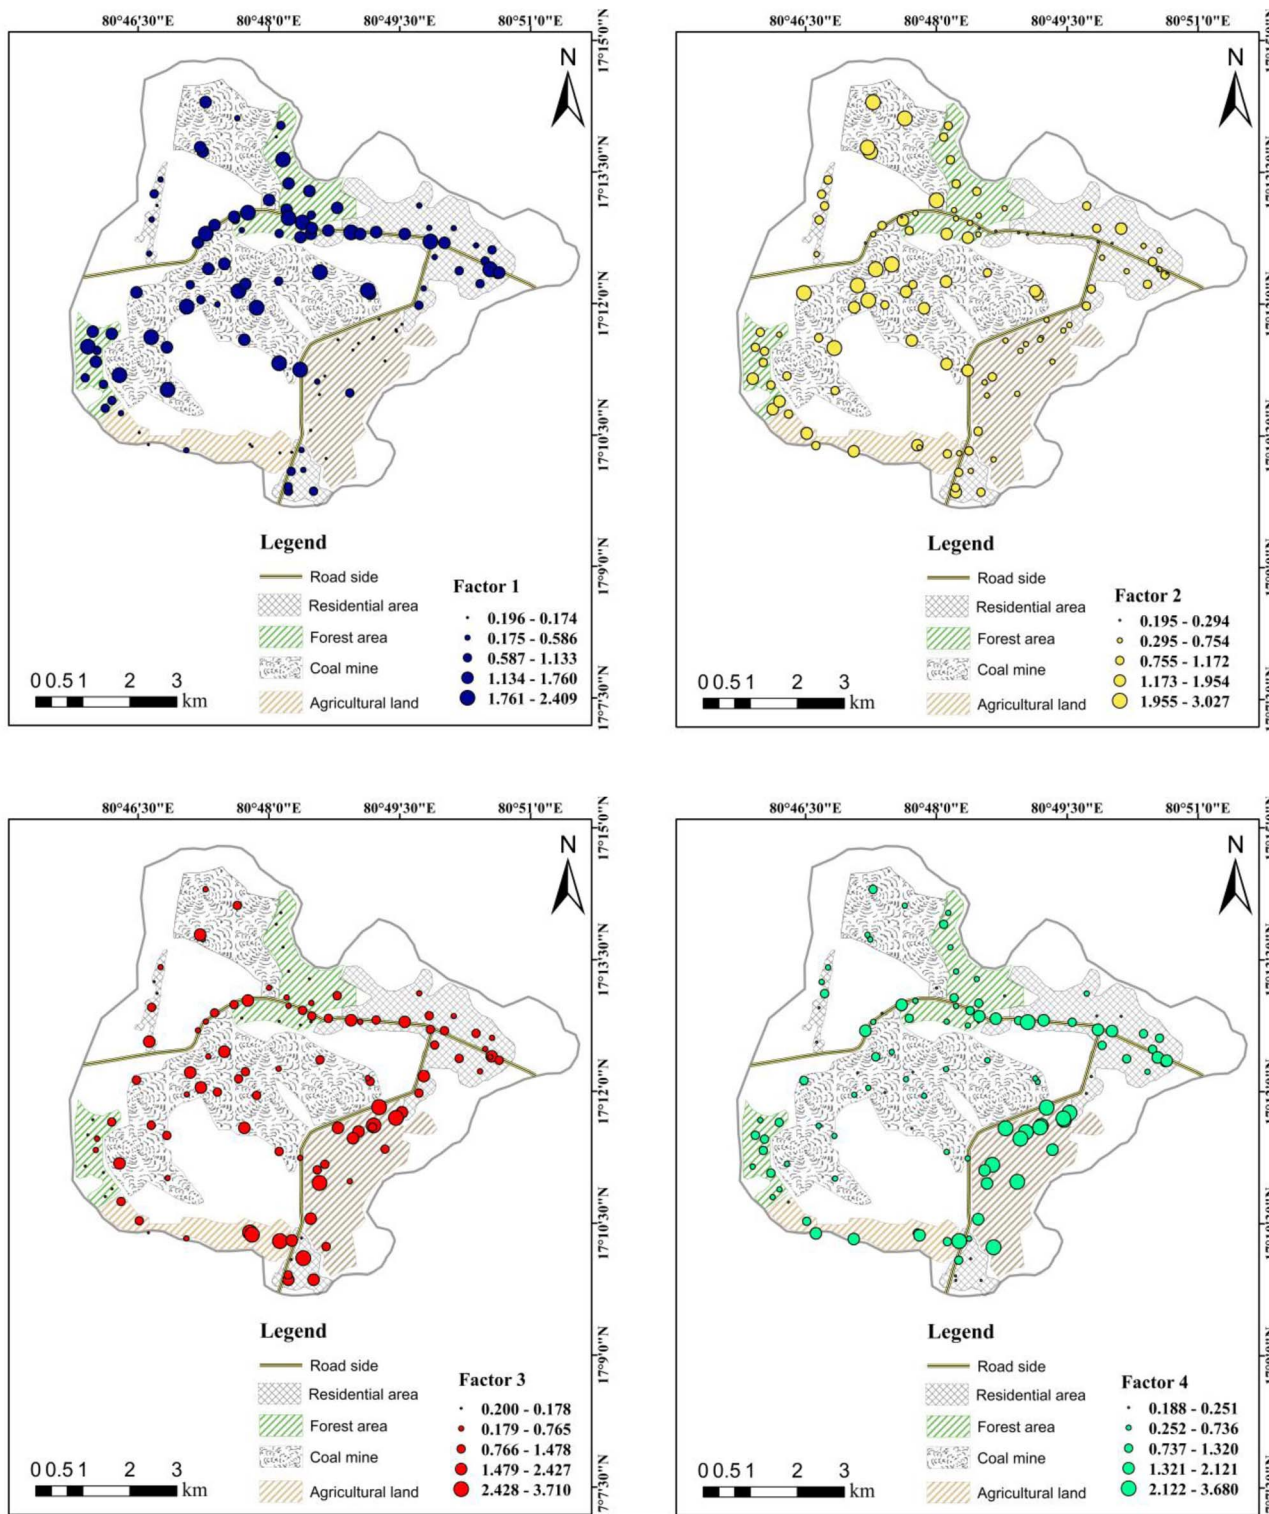 80°46'30"E 80°48'0"E 80°49'30"E 80°51'0"E
17°15'0"N
N
17°13'30"N
17°12'0"N
17°10'30"N
17°9'0"N
17°7'30"N
Legend
Road side
Residential area
Forest area
Coal mine
Agricultural land
Factor 1
0.196 - 0.174
0.175 - 0.586
0.587 - 1.133
1.134 - 1.760
1.761 - 2.409
0 0.5 1 2 3
km
80°46'30"E 80°48'0"E 80°49'30"E 80°51'0"E
N
Legend
Road side
Residential area
Forest area
Coal mine
Agricultural land
Factor 2
0.195 - 0.294
0.295 - 0.754
0.755 - 1.172
1.173 - 1.954
1.955 - 3.027
0 0.5 1 2 3
km
80°46'30"E 80°48'0"E 80°49'30"E 80°51'0"E
17°15'0"N
N
17°13'30"N
17°12'0"N
17°10'30"N
17°9'0"N
17°7'30"N
Legend
Road side
Residential area
Forest area
Coal mine
Agricultural land
Factor 3
0.200 - 0.178
0.179 - 0.765
0.766 - 1.478
1.479 - 2.427
2.428 - 3.710
0 0.5 1 2 3
km
80°46'30"E 80°48'0"E 80°49'30"E 80°51'0"E
N
Legend
Road side
Residential area
Forest area
Coal mine
Agricultural land
Factor 4
0.188 - 0.251
0.252 - 0.736
0.737 - 1.320
1.321 - 2.121
2.122 - 3.680
0 0.5 1 2 3
km